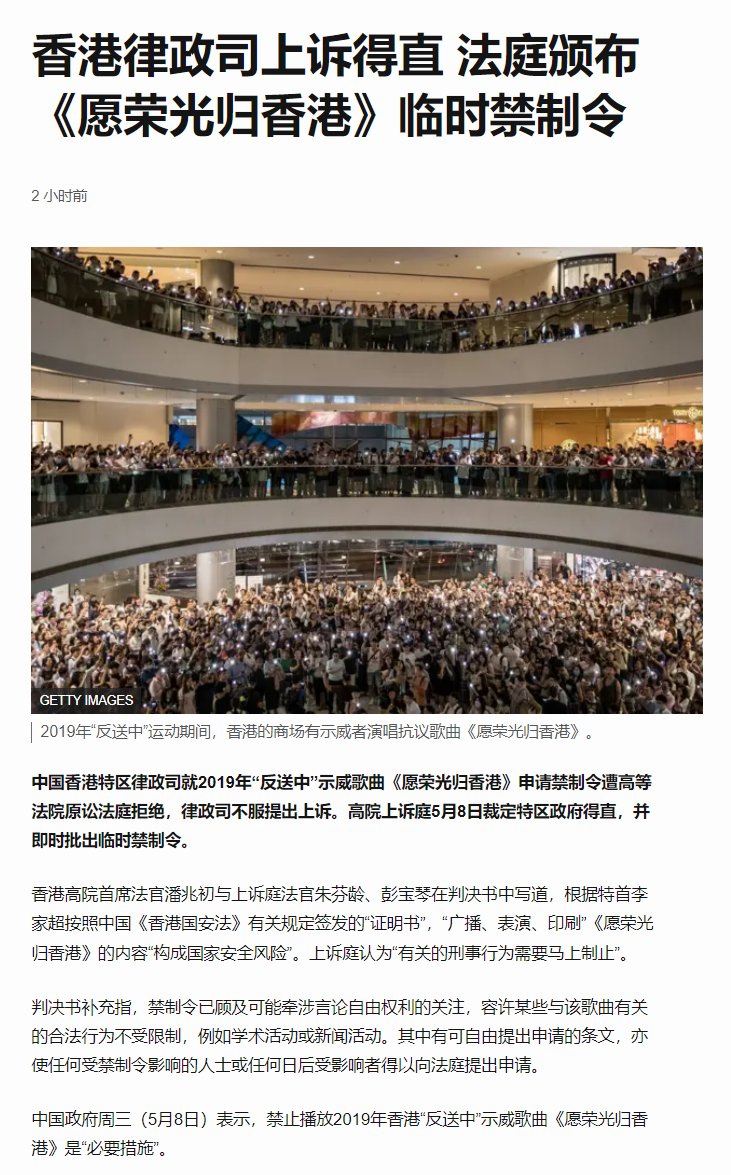 香港律政司上诉得直 法庭颁布
《愿荣光归香港》临时禁制令
2 小时前
GETTY IMAGES
2019年“反送中”运动期间，香港的商场有示威者演唱抗议歌曲《愿荣光归香港》。
中国香港特区律政司就2019年“反送中”示威歌曲《愿荣光归香港》申请禁制令遭高等
法院原讼法庭拒绝，律政司不服提出上诉。高院上诉庭5月8日裁定特区政府得直，并
即时批出临时禁制令。
香港高院首席法官潘兆初与上诉庭法官朱芬龄、彭宝琴在判决书中写道，根据特首李
家超按照中国《香港国安法》有关规定签发的“证明书”，“广播、表演、印刷”《愿荣光
归香港》的内容“构成国家安全风险”。上诉庭认为“有关的刑事行为需要马上制止”。
判决书补充指，禁制令已顾及可能牵涉言论自由权利的关注，容许某些与该歌曲有关
的合法行为不受限制，例如学术活动或新闻活动。其中有可自由提出申请的条文，亦
使任何受禁制令影响的人士或任何日后受影响者得以向法庭提出申请。
中国政府周三（5月8日）表示，禁止播放2019年香港“反送中”示威歌曲《愿荣光归香
港》是“必要措施”。